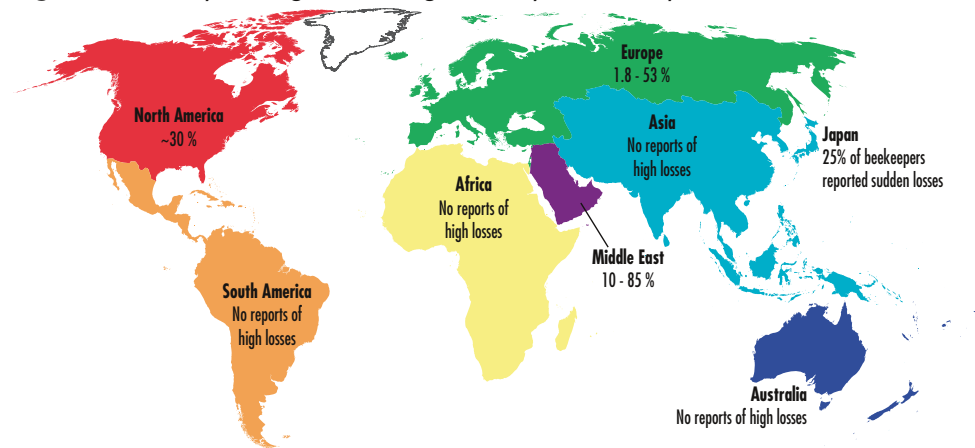 Europe
1.8 - 53 %
North America
~30 %
Asia
No reports of
high losses
Japan
25% of beekeepers
reported sudden losses
Africa
No reports of
high losses
Middle East
10 - 85 %
South America
No reports of
high losses
Australia
No reports of high losses